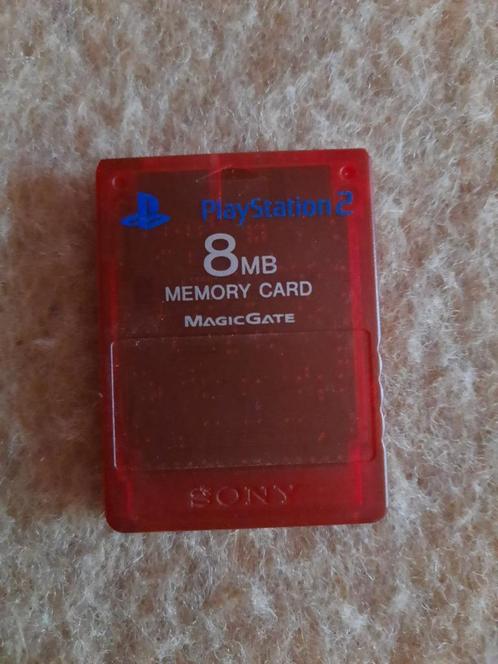 PlayStation 2
8MB
MEMORY CARD
MAGICGATE
SONY